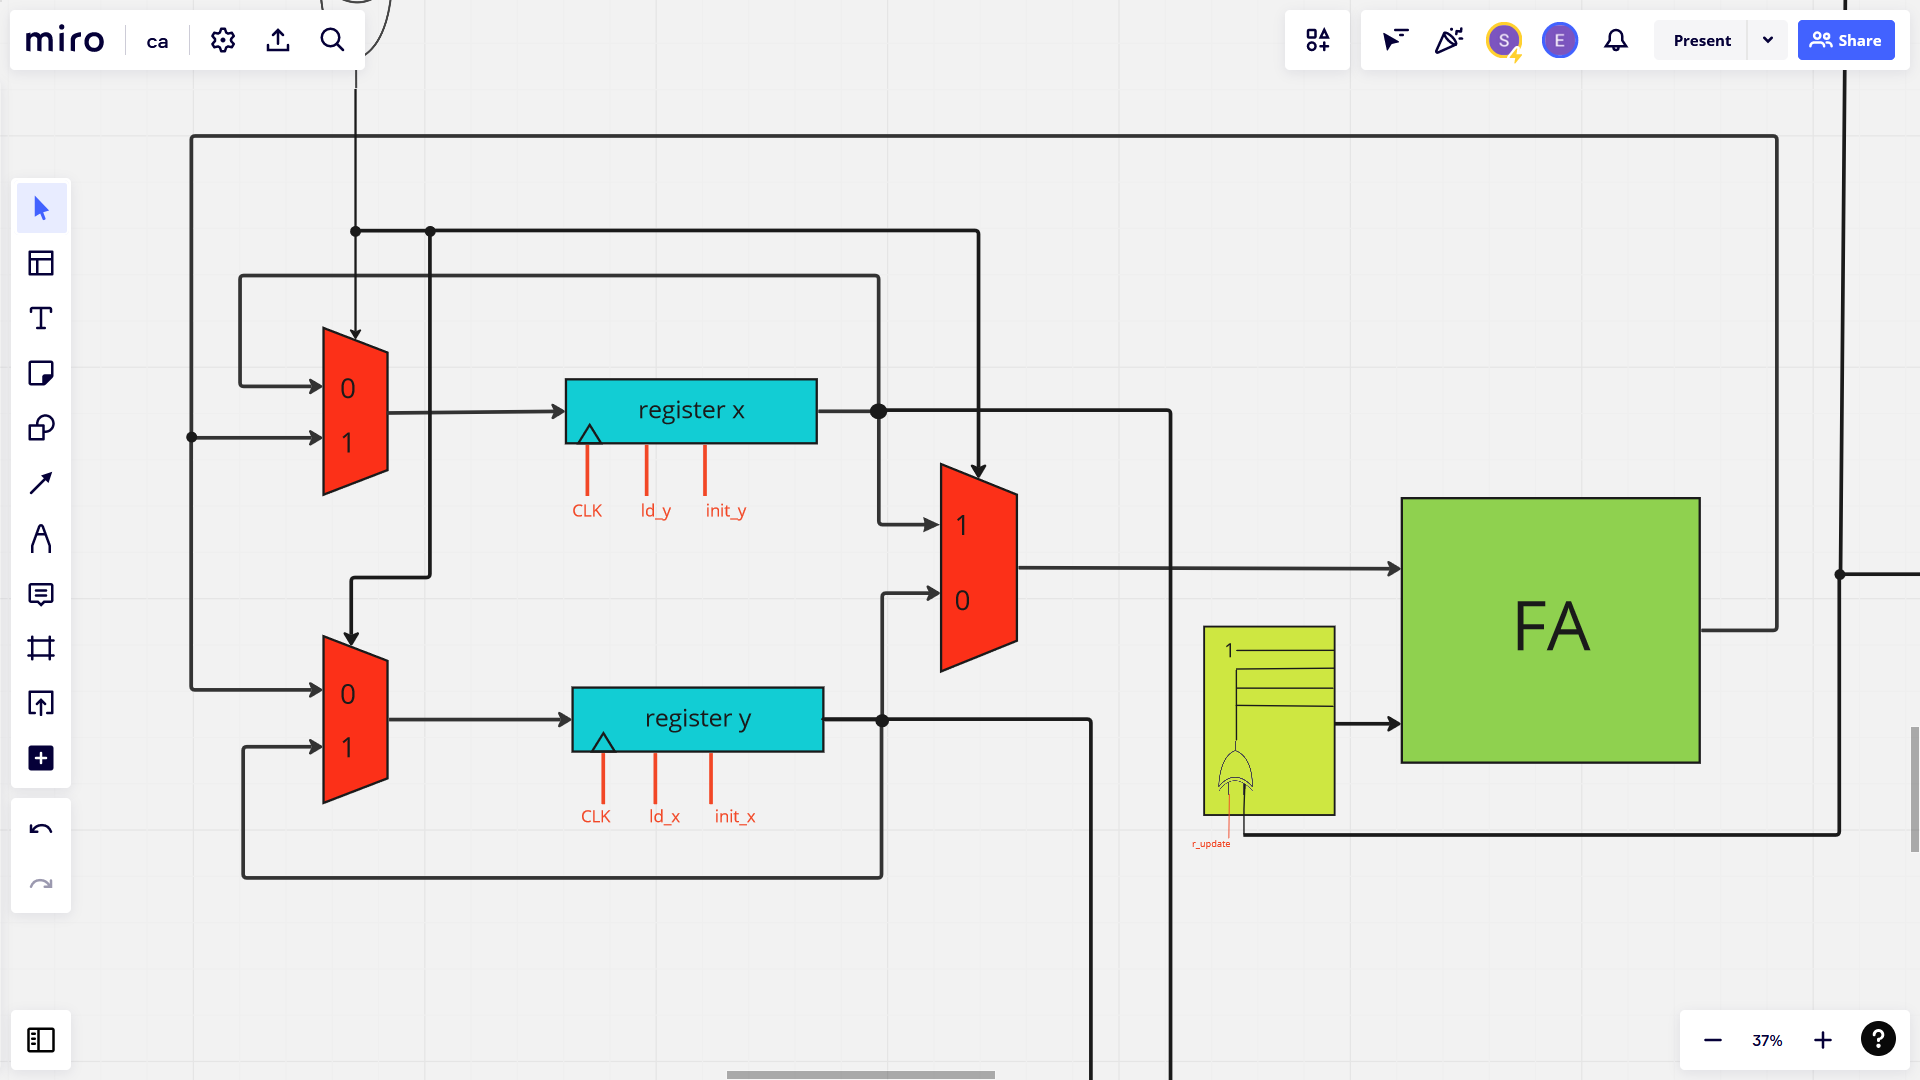 miro
ca
S
E
Present
Share
0
1
register x
CLK
ld_y
init_y
1
0
FA
1
0
1
register y
CLK
ld_x
init_x
r_update
37%
?